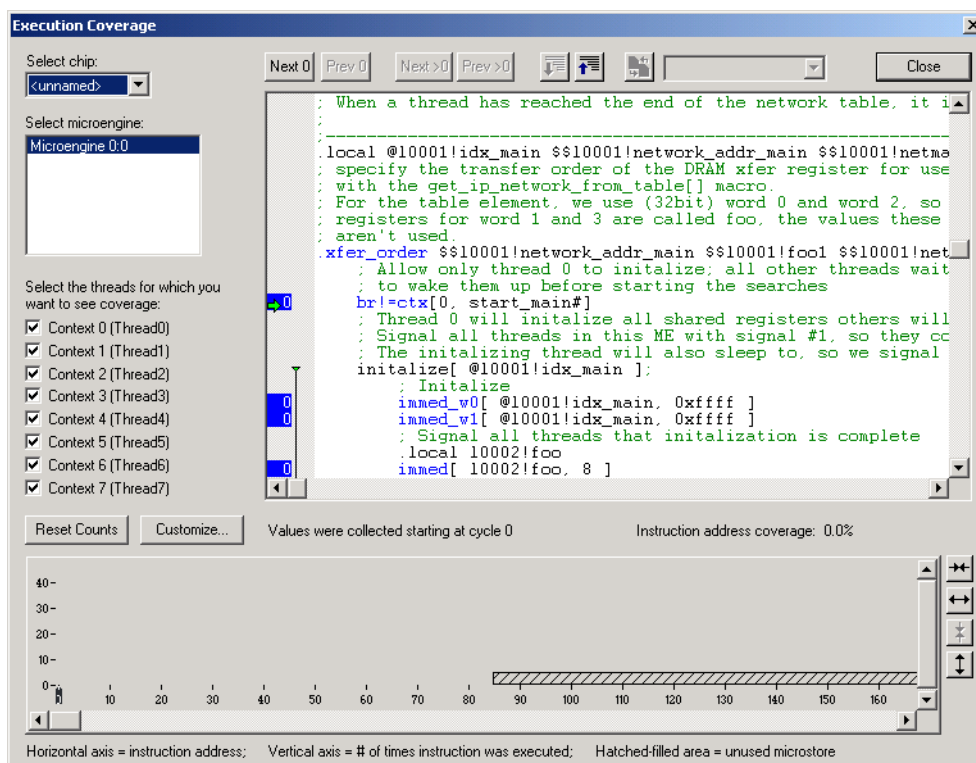 Execution Coverage
Select chip:
<unnamed>
Select microengine:
Microengine 0:0
Select the threads for which you
want to see coverage:
Context 0 (Thread0)
Context 1 (Thread1)
Context 2 (Thread2)
Context 3 (Thread3)
Context 4 (Thread4)
Context 5 (Thread5)
Context 6 (Thread6)
Context 7 (Thread7)
Next 0 Prev 0 Next >0 Prev >0 Close
; When a thread has reached the end of the network table, it i
;
;--------------------------------------------------------------
.local @10001!idx_main $$10001!network_addr_main $$10001!netma
; specify the transfer order of the DRAM xfer register for use
; with the get_ip_network_from_table[] macro.
; For the table element, we use (32bit) word 0 and word 2, so
; registers for word 1 and 3 are called foo, the values these
; aren't used.
.xfer_order $$10001!network_addr_main $$10001!foo1 $$10001!net
; Allow only thread 0 to initalize; all other threads wait
; to wake them up before starting the searches
0 br!=ctx[0, start_main#]
; Thread 0 will initalize all shared registers others will
; Signal all threads in this ME with signal #1, so they co
; The initalizing thread will also sleep to, so we signal
initalize[ @10001!idx_main ];
; Initalize
0 immed_w0[ @10001!idx_main, 0xffff ]
0 immed_w1[ @10001!idx_main, 0xffff ]
; Signal all threads that initalization is complete
.local 10002!foo
0 immed[ 10002!foo, 8 ]
Reset Counts Customize... Values were collected starting at cycle 0 Instruction address coverage: 0.0%
40
30
20
10
0
10 20 30 40 50 60 70 80 90 100 110 120 130 140 150 160
Horizontal axis = instruction address; Vertical axis = # of times instruction was executed; Hatched-filled area = unused microstore